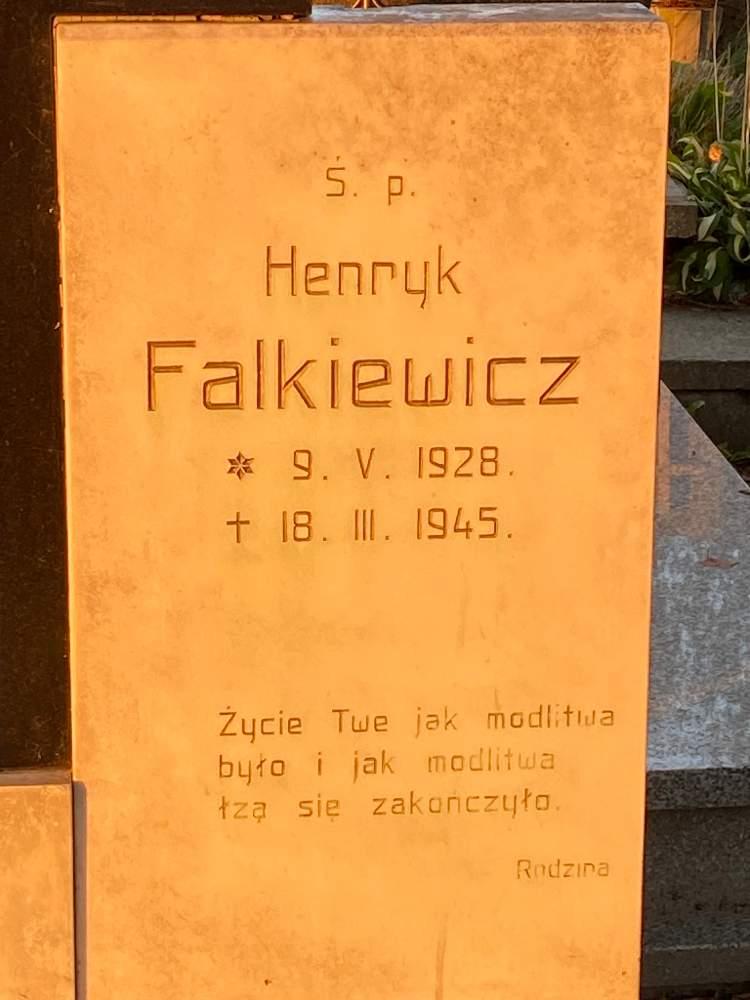 Ś. p.
Henryk
Falkiewicz
* 9. V. 1928.
† 18. III. 1945.
Życie Twe jak modlitwa
było i jak modlitwa
łzą się zakończyło.
Rodzina